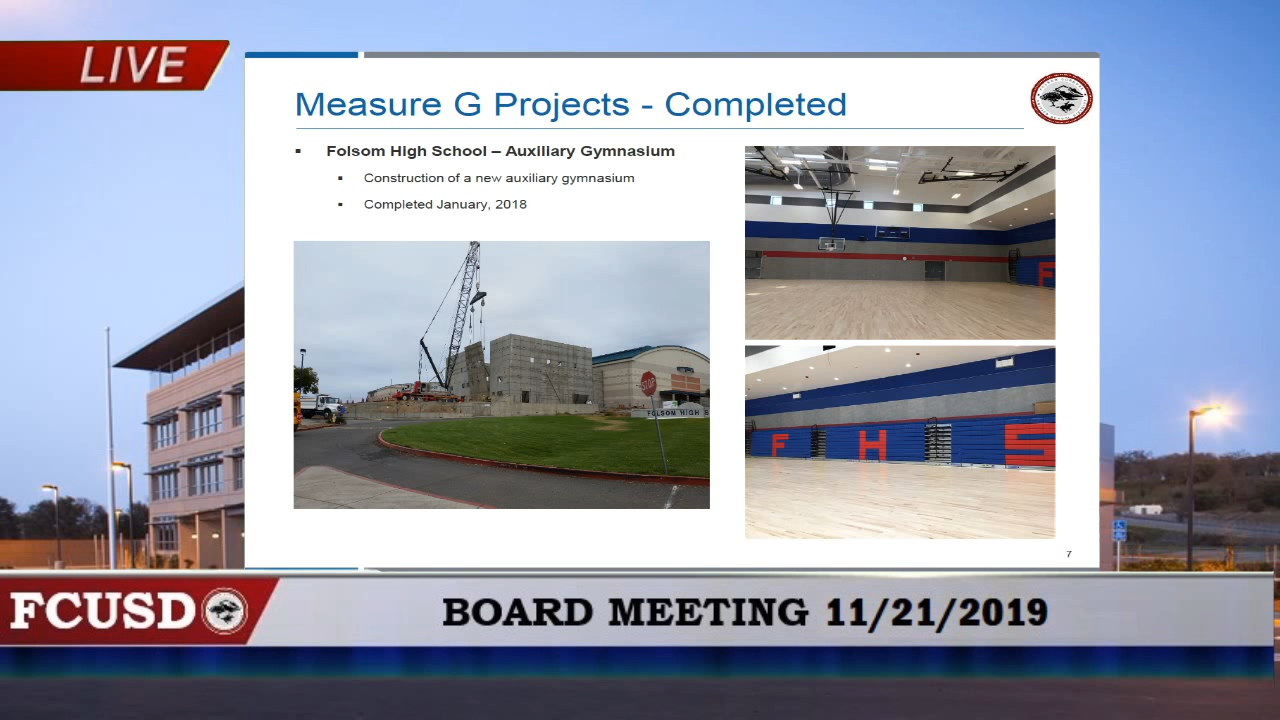 LIVE
Measure G Projects - Completed
▪ Folsom High School – Auxiliary Gymnasium
▪ Construction of a new auxiliary gymnasium
▪ Completed January, 2018
STOP
FOLSOM HIGH S
F
F H S
7
FCUSD
BOARD MEETING 11/21/2019